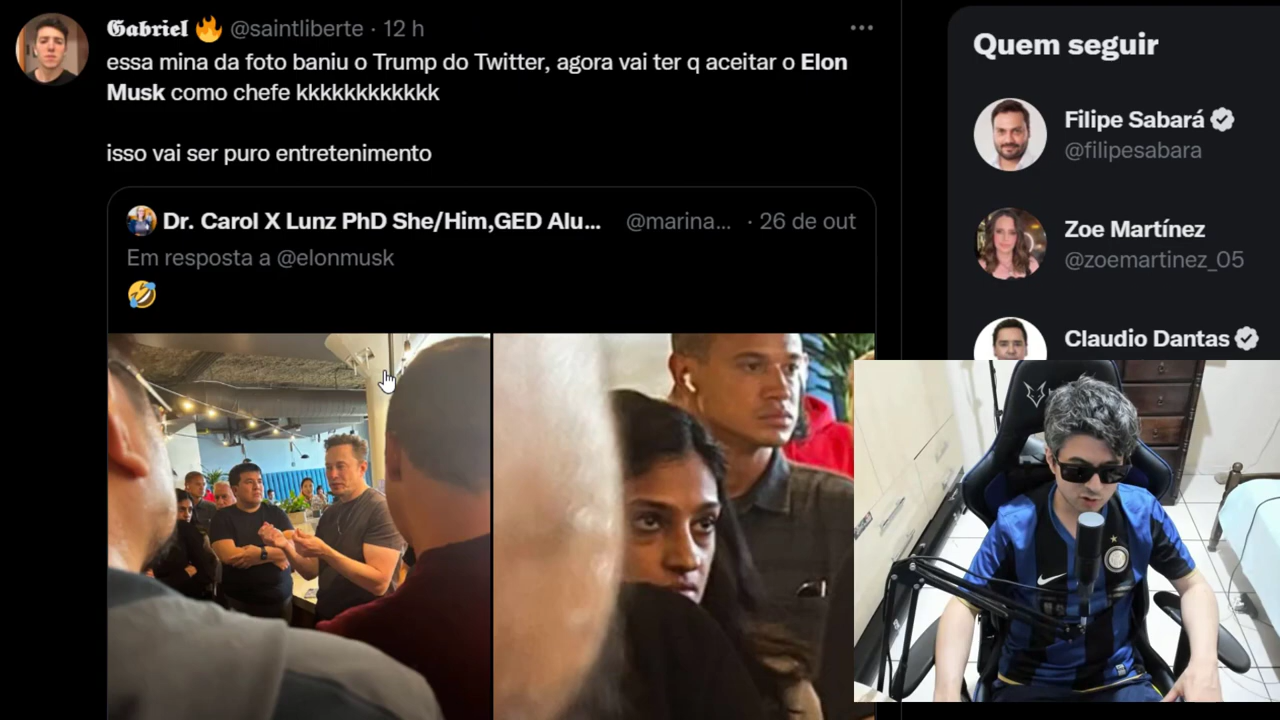 𝕲𝖆𝖇𝖗𝖎𝖊𝖑 🔥 @saintliberte · 12 h
essa mina da foto baniu o Trump do Twitter, agora vai ter q aceitar o Elon
Musk como chefe kkkkkkkkkkkk
isso vai ser puro entretenimento
Dr. Carol X Lunz PhD She/Him,GED Alu... @marina... · 26 de out
Em resposta a @elonmusk
🤣
Quem seguir
Filipe Sabará
@filipesabara
Zoe Martínez
@zoemartinez_05
Claudio Dantas